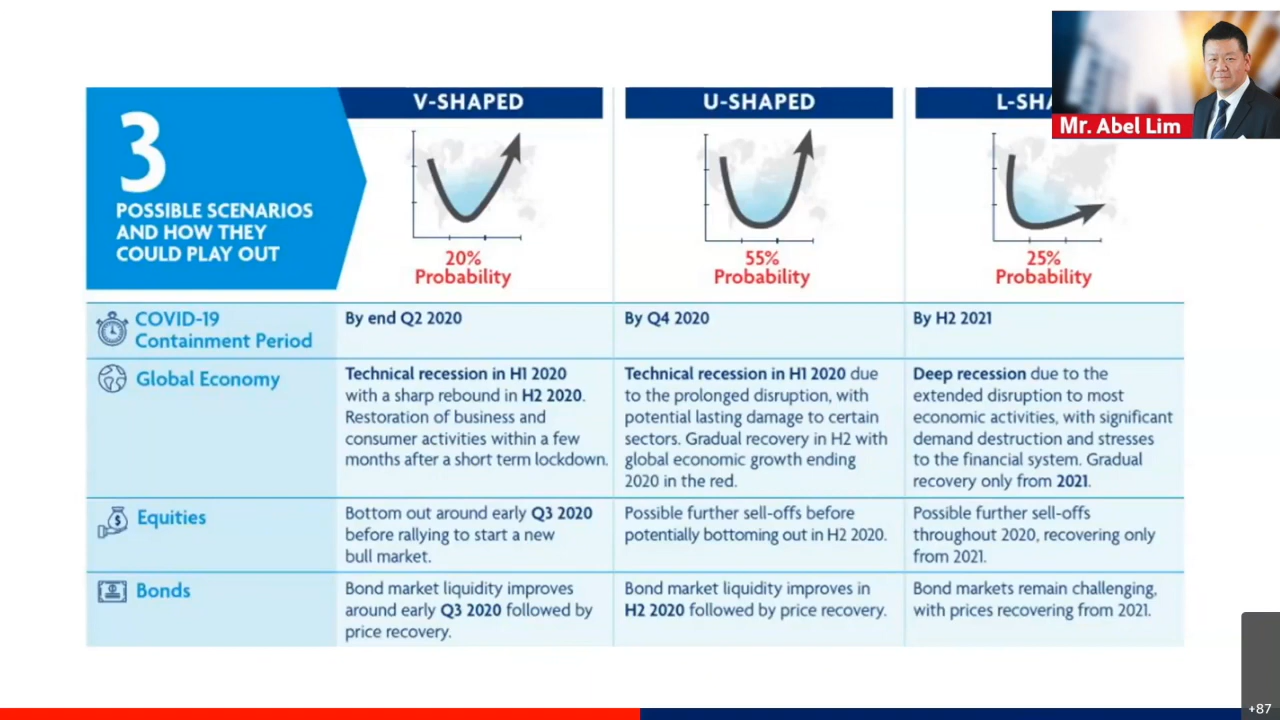 Mr. Abel Lim
3
POSSIBLE SCENARIOS
AND HOW THEY
COULD PLAY OUT
V-SHAPED
20%
Probability
U-SHAPED
55%
Probability
L-SHA
25%
Probability
COVID-19
Containment Period
By end Q2 2020
By Q4 2020
By H2 2021
Global Economy
Technical recession in H1 2020
with a sharp rebound in H2 2020.
Restoration of business and
consumer activities within a few
months after a short term lockdown.
Technical recession in H1 2020 due
to the prolonged disruption, with
potential lasting damage to certain
sectors. Gradual recovery in H2 with
global economic growth ending
2020 in the red.
Deep recession due to the
extended disruption to most
economic activities, with significant
demand destruction and stresses
to the financial system. Gradual
recovery only from 2021.
Equities
Bottom out around early Q3 2020
before rallying to start a new
bull market.
Possible further sell-offs before
potentially bottoming out in H2 2020.
Possible further sell-offs
throughout 2020, recovering only
from 2021.
Bonds
Bond market liquidity improves
around early Q3 2020 followed by
price recovery.
Bond market liquidity improves in
H2 2020 followed by price recovery.
Bond markets remain challenging,
with prices recovering from 2021.
+87